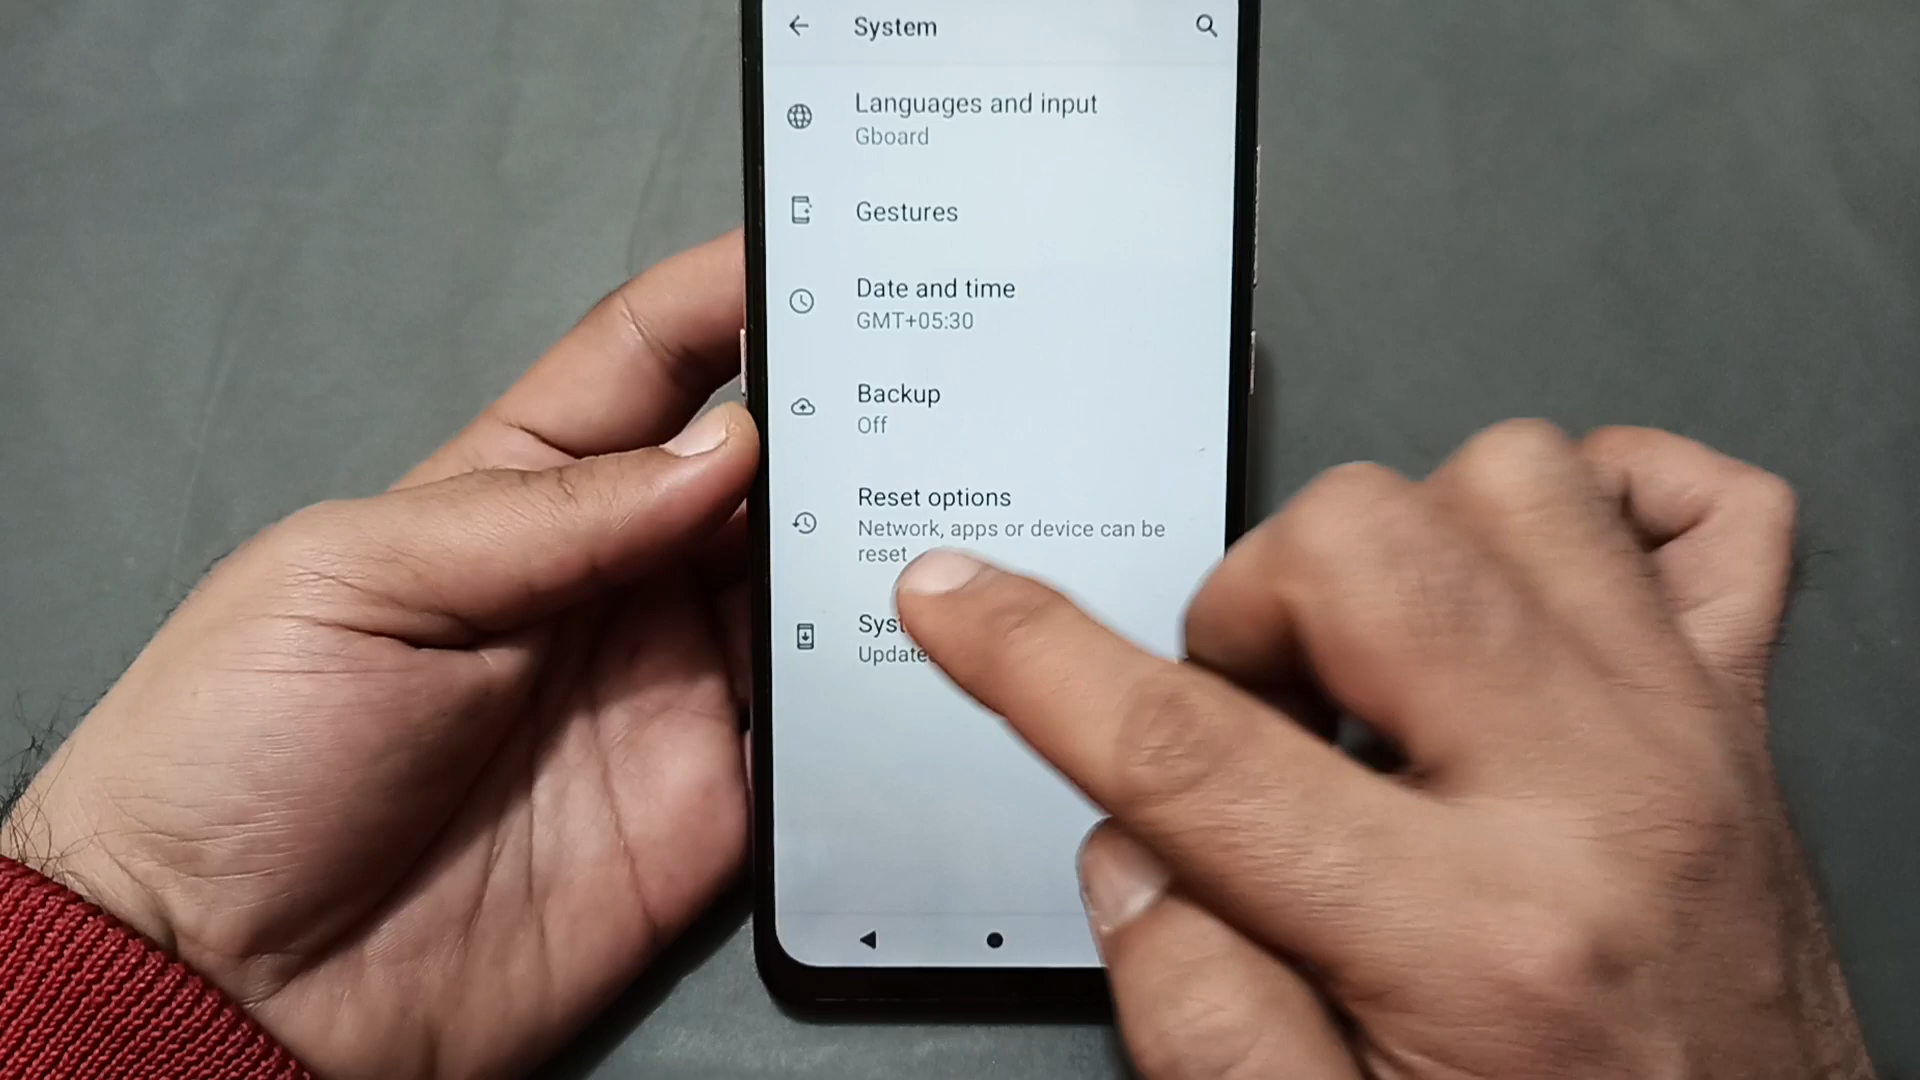 System
Languages and input
Gboard
Gestures
Date and time
GMT+05:30
Backup
Off
Reset options
Network, apps or device can be
reset